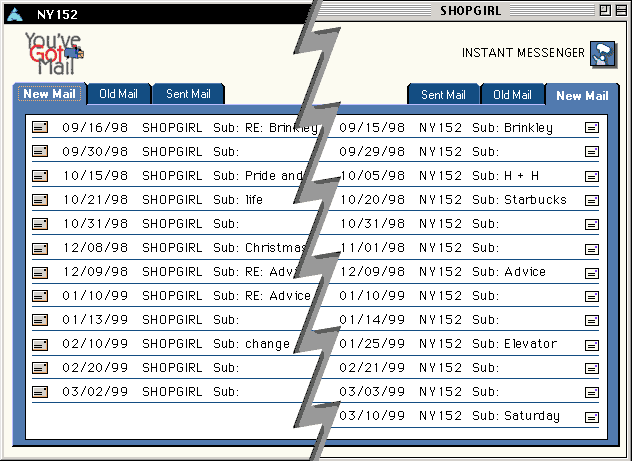 NY152
You've
Got
Mail
New Mail Old Mail Sent Mail
09/16/98 SHOPGIRL Sub: RE: Brinkley
09/30/98 SHOPGIRL Sub:
10/15/98 SHOPGIRL Sub: Pride and
10/21/98 SHOPGIRL Sub: life
10/31/98 SHOPGIRL Sub:
12/08/98 SHOPGIRL Sub: Christmas
12/09/98 SHOPGIRL Sub: RE: Advi
01/10/99 SHOPGIRL Sub: RE: Advice
01/13/99 SHOPGIRL Sub:
02/10/99 SHOPGIRL Sub: change
02/20/99 SHOPGIRL Sub:
03/02/99 SHOPGIRL Sub:
SHOPGIRL
INSTANT MESSENGER
Sent Mail Old Mail New Mail
09/15/98 NY152 Sub: Brinkley
09/29/98 NY152 Sub:
10/05/98 NY152 Sub: H + H
10/20/98 NY152 Sub: Starbucks
10/31/98 NY152 Sub:
11/01/98 NY152 Sub:
12/09/98 NY152 Sub: Advice
01/10/99 NY152 Sub:
01/14/99 NY152 Sub:
01/25/99 NY152 Sub: Elevator
02/21/99 NY152 Sub:
03/03/99 NY152 Sub:
03/10/99 NY152 Sub: Saturday